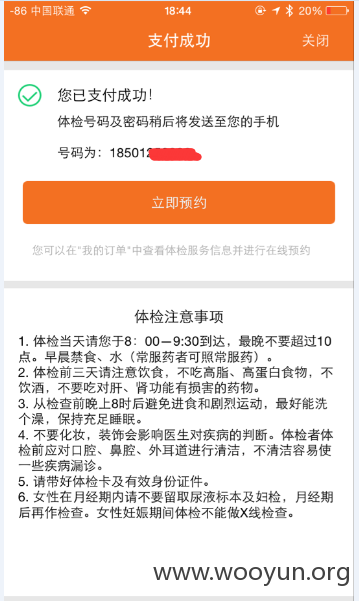 -86 中国联通 18:44 20%
支付成功 关闭
您已支付成功！
体检号码及密码稍后将发送至您的手机
号码为：18501
立即预约
您可以在"我的订单"中查看体检服务信息并进行在线预约
体检注意事项
1. 体检当天请您于8：00—9:30到达，最晚不要超过10
点。早晨禁食、水（常服药者可照常服药）。
2. 体检前三天请注意饮食，不吃高脂、高蛋白食物，不
饮酒，不要吃对肝、肾功能有损害的药物。
3. 从检查前晚上8时后避免进食和剧烈运动，最好能洗
个澡，保持充足睡眠。
4. 不要化妆，装饰会影响医生对疾病的判断。体检者体
检前应对口腔、鼻腔、外耳道进行清洁，不清洁容易使
一些疾病漏诊。
5. 请带好体检卡及有效身份证件。
6. 女性在月经期内请不要留取尿液标本及妇检，月经期
后再作检查。女性妊娠期间体检不能做X线检查。
www.wooyun.org